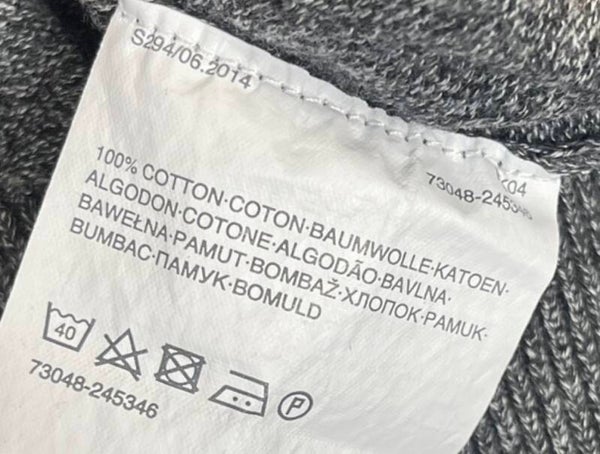 S294/06.2014
K04
73048-245346
100% COTTON·COTON·BAUMWOLLE·KATOEN·
ALGODON·COTONE·ALGODÃO·BAVLNA·
BAWEŁNA·PAMUT·BOMBAŽ·ХЛОПОК·PAMUK·
BUMBAC·ПАМУК·BOMULD
40
P
73048-245346